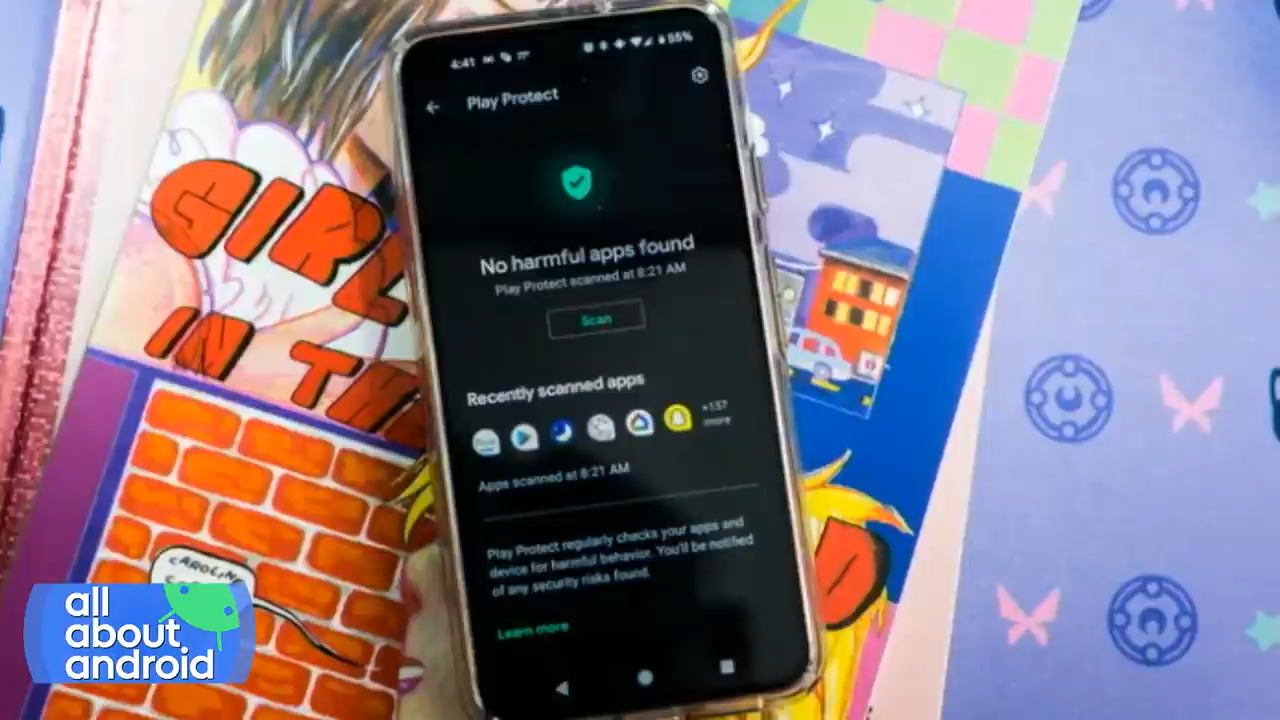 4:41
55%
Play Protect
No harmful apps found
Play Protect scanned at 8:21 AM
Scan
Recently scanned apps
+137
more
Apps scanned at 8:21 AM
Play Protect regularly checks your apps and
device for harmful behavior. You'll be notified
of any security risks found.
Learn more
GIRL
IN
CAROLINE
all
about
android